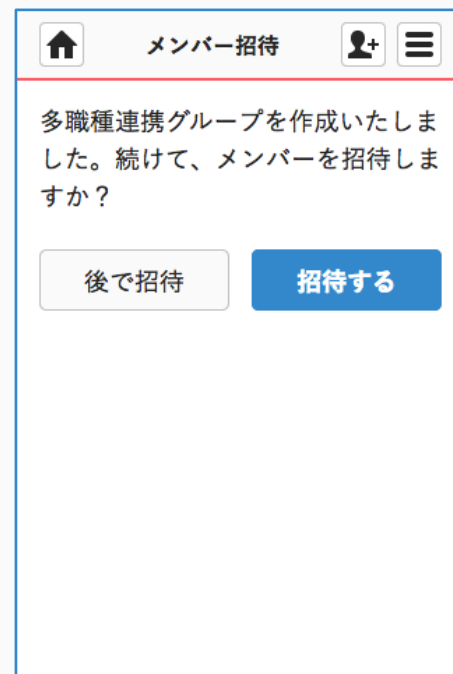 メンバー招待
多職種連携グループを作成いたしま
した。続けて、メンバーを招待しま
すか？
後で招待
招待する